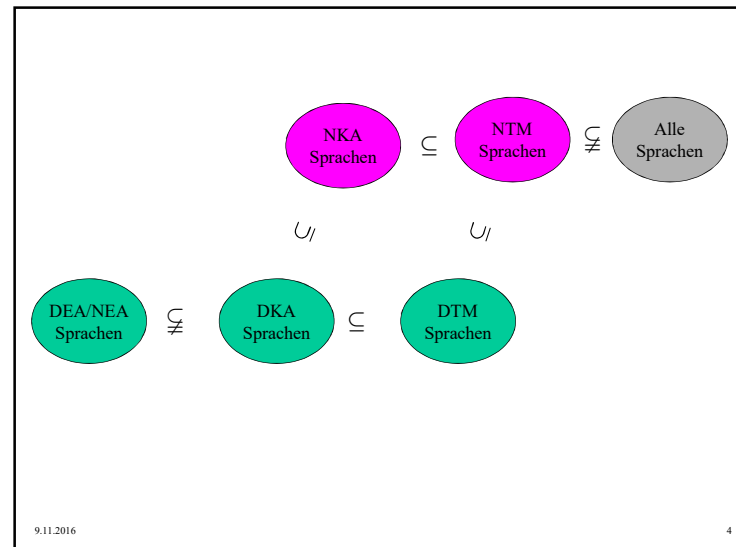 NKA
Sprachen
⊆
NTM
Sprachen
⊊
Alle
Sprachen
⊆
⊆
DEA/NEA
Sprachen
⊊
DKA
Sprachen
⊆
DTM
Sprachen
9.11.2016
4